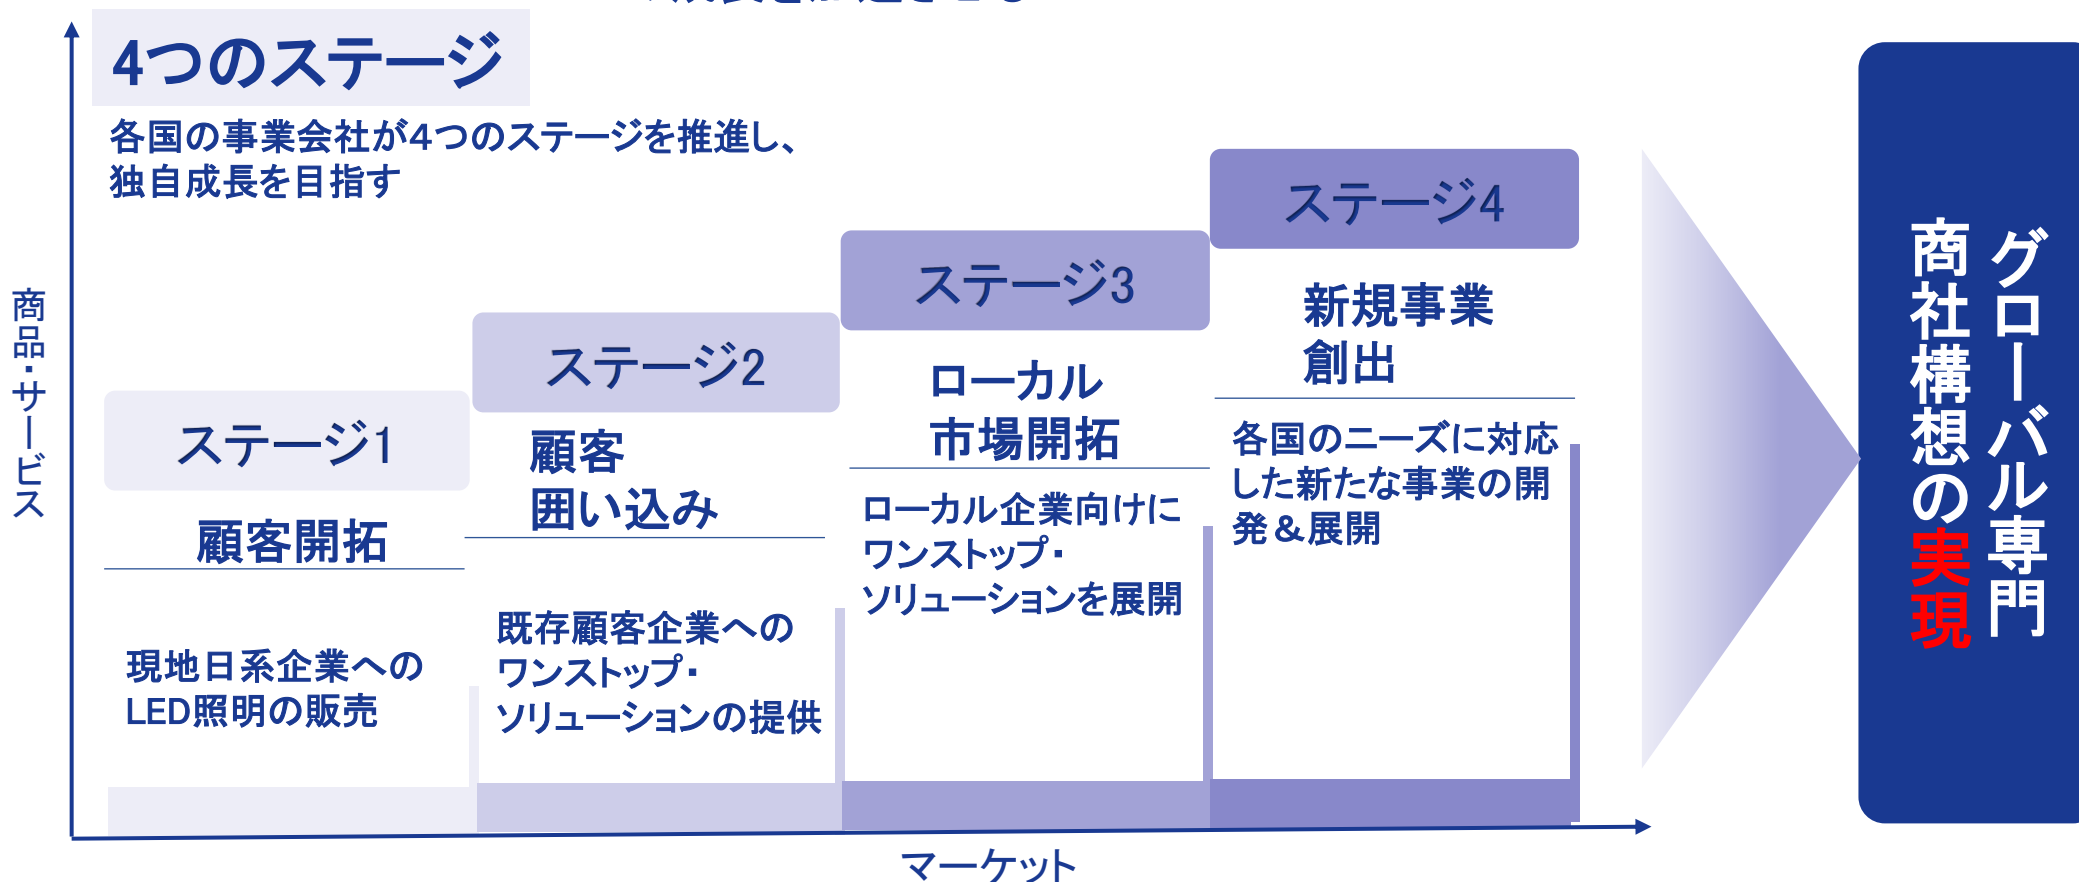 4つのステージ
各国の事業会社が4つのステージを推進し、
独自成長を目指す
商品・サービス
ステージ1
顧客開拓
現地日系企業への
LED照明の販売
ステージ2
顧客
囲い込み
既存顧客企業への
ワンストップ・
ソリューションの提供
ステージ3
ローカル
市場開拓
ローカル企業向けに
ワンストップ・
ソリューションを展開
ステージ4
新規事業
創出
各国のニーズに対応
した新たな事業の開
発＆展開
マーケット
グローバル専門
商社構想の実現